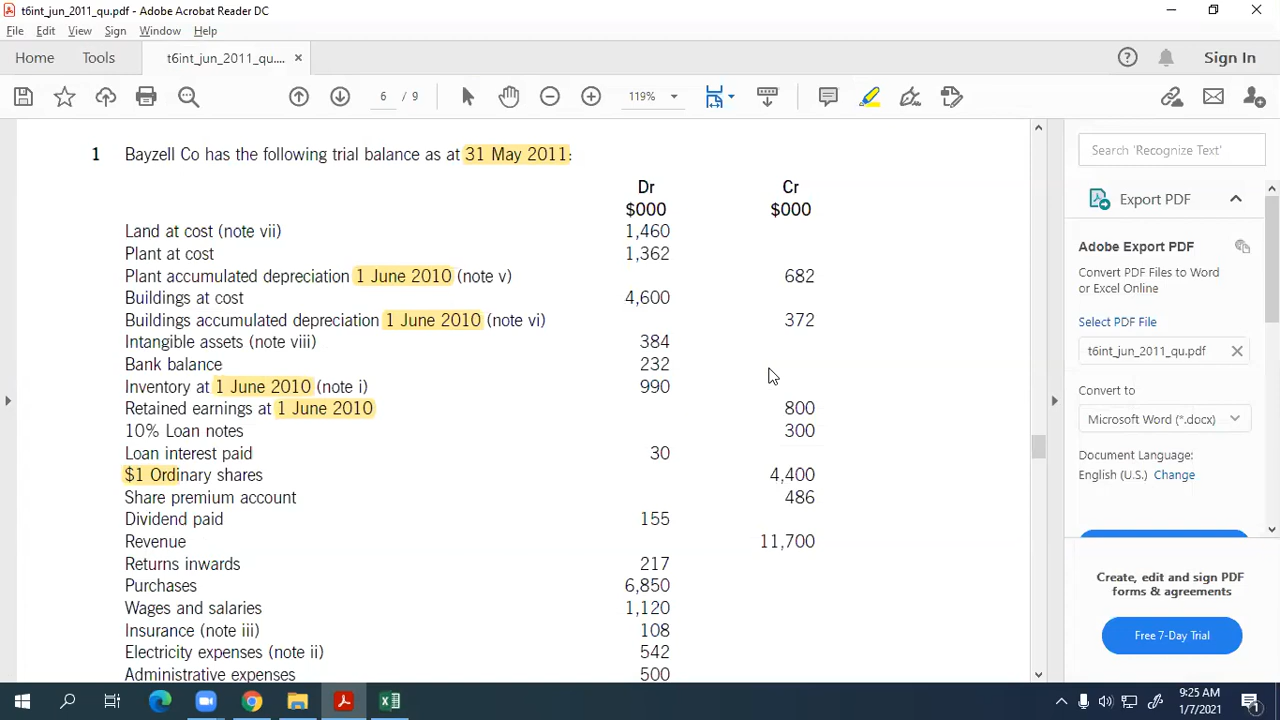 t6int_jun_2011_qu.pdf - Adobe Acrobat Reader DC
File Edit View Sign Window Help
Home Tools t6int_jun_2011_qu.... × Sign In
6 / 9 119%
1 Bayzell Co has the following trial balance as at 31 May 2011:
Dr Cr
$000 $000
Land at cost (note vii) 1,460
Plant at cost 1,362
Plant accumulated depreciation 1 June 2010 (note v) 682
Buildings at cost 4,600
Buildings accumulated depreciation 1 June 2010 (note vi) 372
Intangible assets (note viii) 384
Bank balance 232
Inventory at 1 June 2010 (note i) 990
Retained earnings at 1 June 2010 800
10% Loan notes 300
Loan interest paid 30
$1 Ordinary shares 4,400
Share premium account 486
Dividend paid 155
Revenue 11,700
Returns inwards 217
Purchases 6,850
Wages and salaries 1,120
Insurance (note iii) 108
Electricity expenses (note ii) 542
Administrative expenses 500
Search 'Recognize Text'
Export PDF
Adobe Export PDF
Convert PDF Files to Word
or Excel Online
Select PDF File
t6int_jun_2011_qu.pdf
Convert to
Microsoft Word (*.docx)
Document Language:
English (U.S.) Change
Create, edit and sign PDF
forms & agreements
Free 7-Day Trial
9:25 AM
1/7/2021
1